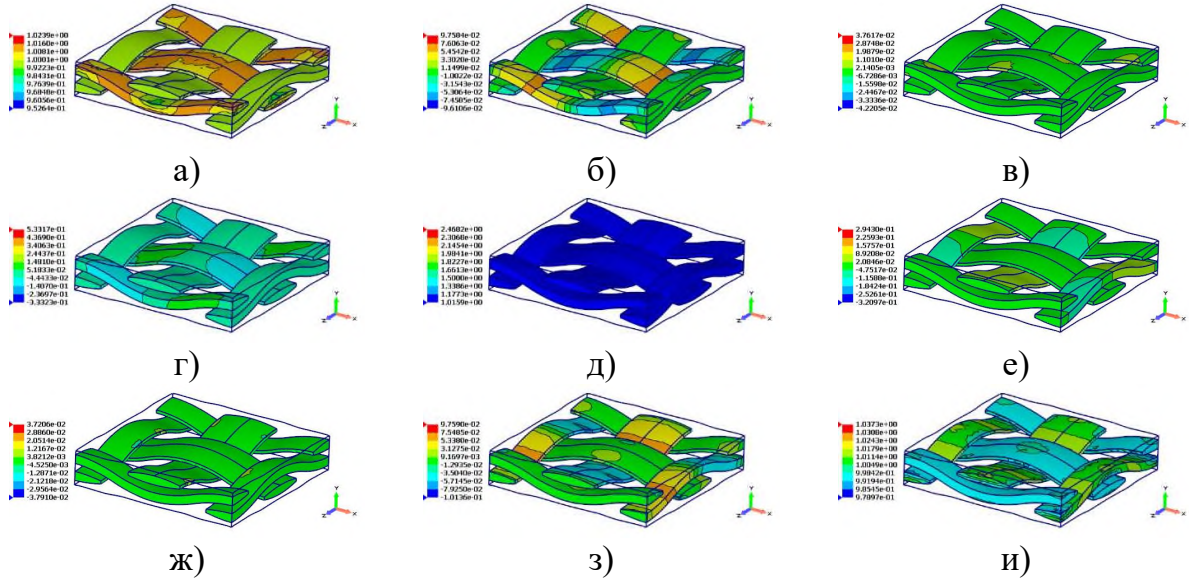 1.0239e+00
1.0160e+00
1.0081e+00
1.0001e+00
9.9223e-01
9.8431e-01
9.7639e-01
9.6848e-01
9.6056e-01
9.5264e-01
Y
Z
X
а)
9.7584e-02
7.6063e-02
5.4542e-02
3.3020e-02
1.1499e-02
-1.0022e-02
-3.1543e-02
-5.3064e-02
-7.4585e-02
-9.6106e-02
Y
Z
X
б)
3.7617e-02
2.8748e-02
1.9879e-02
1.1010e-02
2.1405e-03
-6.7286e-03
-1.5598e-02
-2.4467e-02
-3.3336e-02
-4.2205e-02
Y
Z
X
в)
5.3317e-01
4.3690e-01
3.4063e-01
2.4437e-01
1.4810e-01
5.1833e-02
-4.4433e-02
-1.4070e-01
-2.3697e-01
-3.3323e-01
Y
Z
X
г)
2.4682e+00
2.3068e+00
2.1454e+00
1.9841e+00
1.8227e+00
1.6613e+00
1.5000e+00
1.3386e+00
1.1773e+00
1.0159e+00
Y
Z
X
д)
2.9430e-01
2.2593e-01
1.5757e-01
8.9208e-02
2.0846e-02
-4.7517e-02
-1.1588e-01
-1.8424e-01
-2.5261e-01
-3.2097e-01
Y
Z
X
е)
3.7206e-02
2.8860e-02
2.0514e-02
1.2167e-02
3.8212e-03
-4.5250e-03
-1.2871e-02
-2.1218e-02
-2.9564e-02
-3.7910e-02
Y
Z
X
ж)
9.7590e-02
7.5485e-02
5.3380e-02
3.1275e-02
9.1697e-03
-1.2935e-02
-3.5040e-02
-5.7145e-02
-7.9250e-02
-1.0136e-01
Y
Z
X
з)
1.0373e+00
1.0308e+00
1.0243e+00
1.0179e+00
1.0114e+00
1.0049e+00
9.9842e-01
9.9194e-01
9.8545e-01
9.7897e-01
Y
Z
X
и)